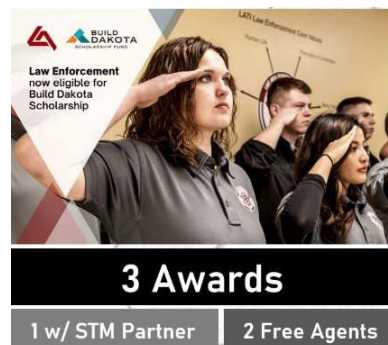 BUILD
DAKOTA
SCHOLARSHIP FUND
LATI Law Enforcement Core Values
Law Enforcement
now eligible for
Build Dakota
Scholarship
3 Awards
1 w/ STM Partner
2 Free Agents